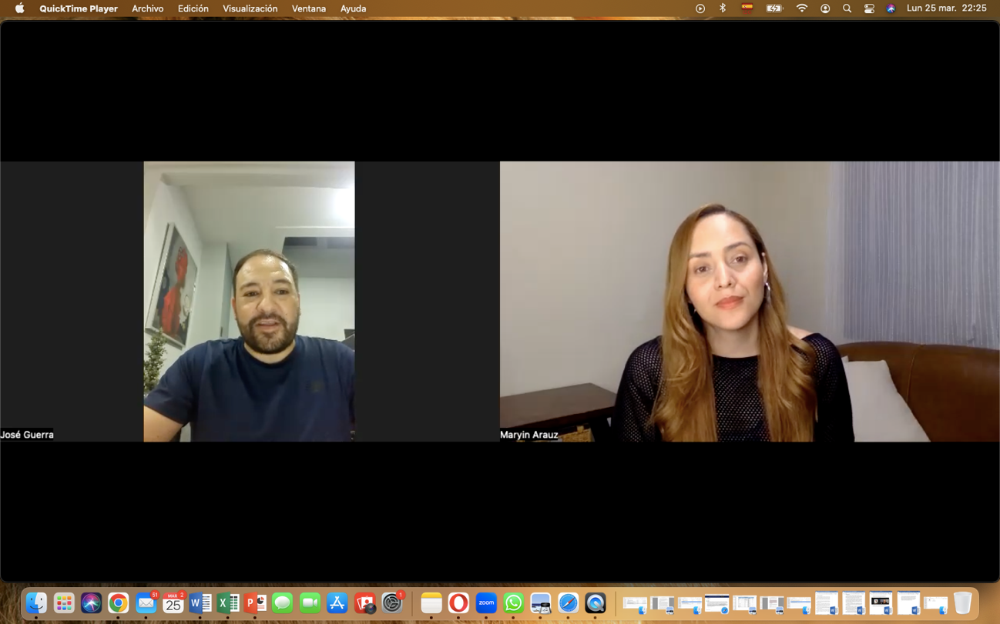 QuickTime Player Archivo Edición Visualización Ventana Ayuda Lun 25 mar. 22:25
José Guerra
Maryin Arauz
51
MAR 2
25
W
X
P
1
zoom